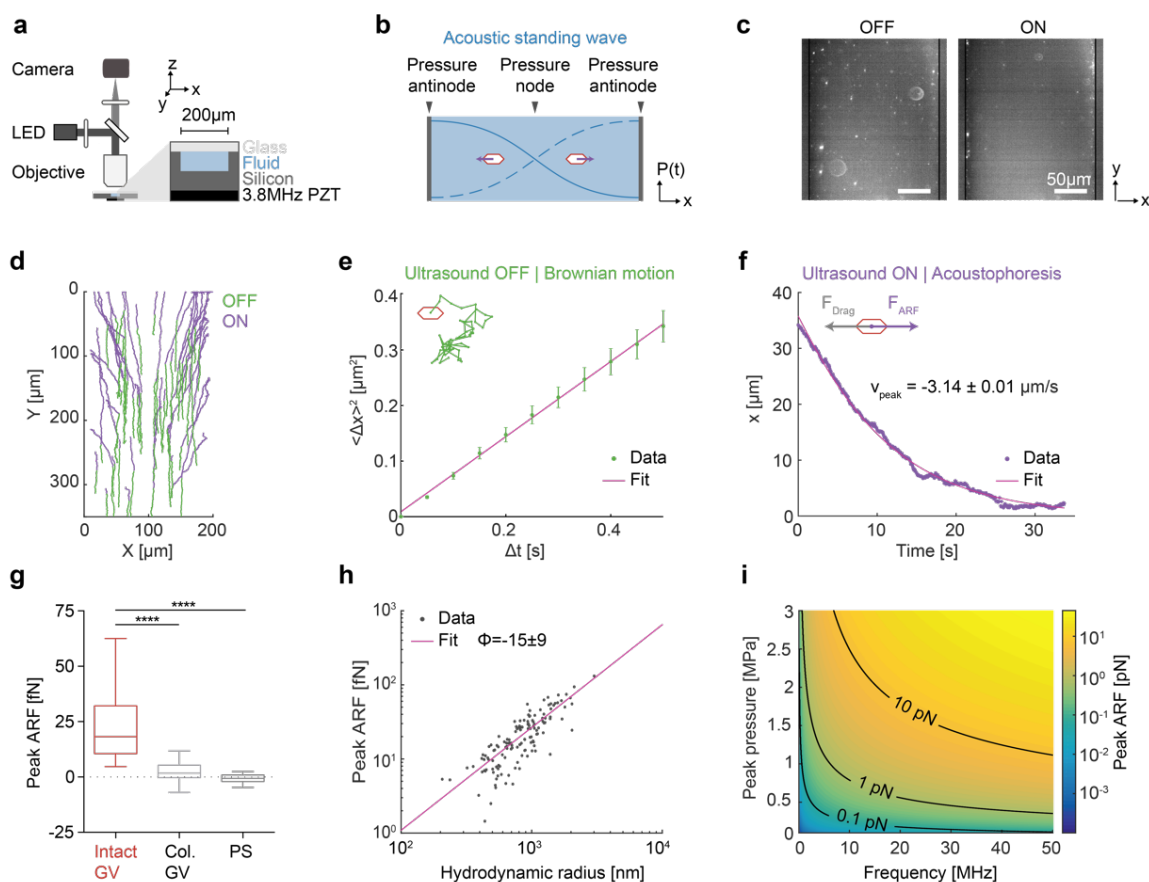 a
Camera
LED
Objective
z
x
y
200µm
Glass
Fluid
Silicon
3.8MHz PZT
b
Acoustic standing wave
Pressure antinode
Pressure node
Pressure antinode
P(t)
x
c
OFF
ON
50µm
y
x
d
0
100
200
300
Y [µm]
OFF
ON
0
100
200
X [µm]
e
Ultrasound OFF | Brownian motion
0.4
0.3
0.2
0.1
0
<Δx>² [µm²]
Data
Fit
0
0.2
0.4
Δt [s]
f
Ultrasound ON | Acoustophoresis
40
30
20
10
0
x [µm]
F_Drag
F_ARF
v_peak = -3.14 ± 0.01 µm/s
Data
Fit
0
10
20
30
Time [s]
g
75
50
25
0
-25
Peak ARF [fN]
****
****
Intact GV
Col. GV
PS
h
10³
10²
10¹
10⁰
Peak ARF [fN]
Data
Fit Φ=-15±9
10²
10³
10⁴
Hydrodynamic radius [nm]
i
3
2.5
2
1.5
1
0.5
0
Peak pressure [MPa]
10 pN
1 pN
0.1 pN
0
10
20
30
40
50
Frequency [MHz]
10¹
10⁰
10⁻¹
10⁻²
10⁻³
Peak ARF [pN]